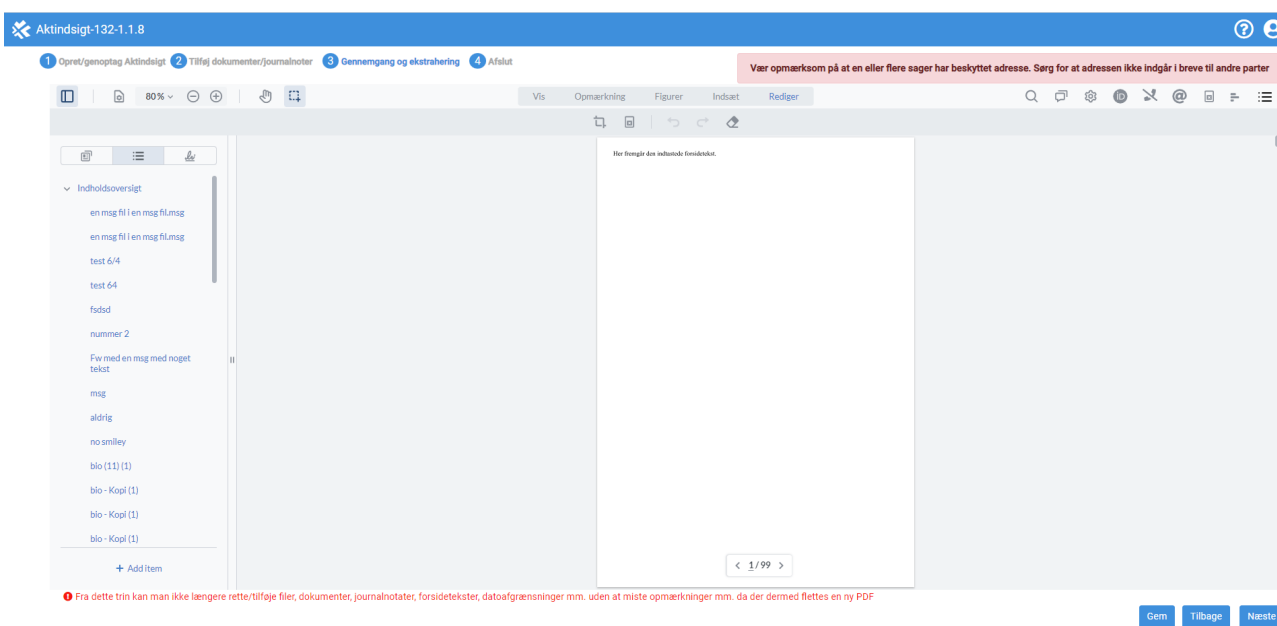 Aktindsigt-132-1.1.8
1 Opret/genoptag Aktindsigt 2 Tilføj dokumenter/journalnoter 3 Gennemgang og ekstrahering 4 Afslut
Vær opmærksom på at en eller flere sager har beskyttet adresse. Sørg for at adressen ikke indgår i breve til andre parter
80%
Vis Opmærkning Figurer Indsæt Rediger
Her fremgår den indtastede forsidetekst.
Indholdsoversigt
en msg fil i en msg fil.msg
en msg fil i en msg fil.msg
test 6/4
test 64
fsdsd
nummer 2
Fw med en msg med noget
tekst
msg
aldrig
no smiley
bio (11) (1)
bio - Kopi (1)
bio - Kopi (1)
bio - Kopi (1)
+ Add item
1/99
Fra dette trin kan man ikke længere rette/tilføje filer, dokumenter, journalnotater, forsidetekster, datoafgrænsninger mm. uden at miste opmærkninger mm. da der dermed flettes en ny PDF
Gem Tilbage Næste